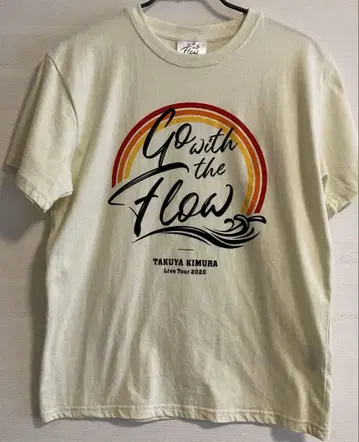 Go with
the
Flow
TAKUYA KIMURA
Live Tour 2020